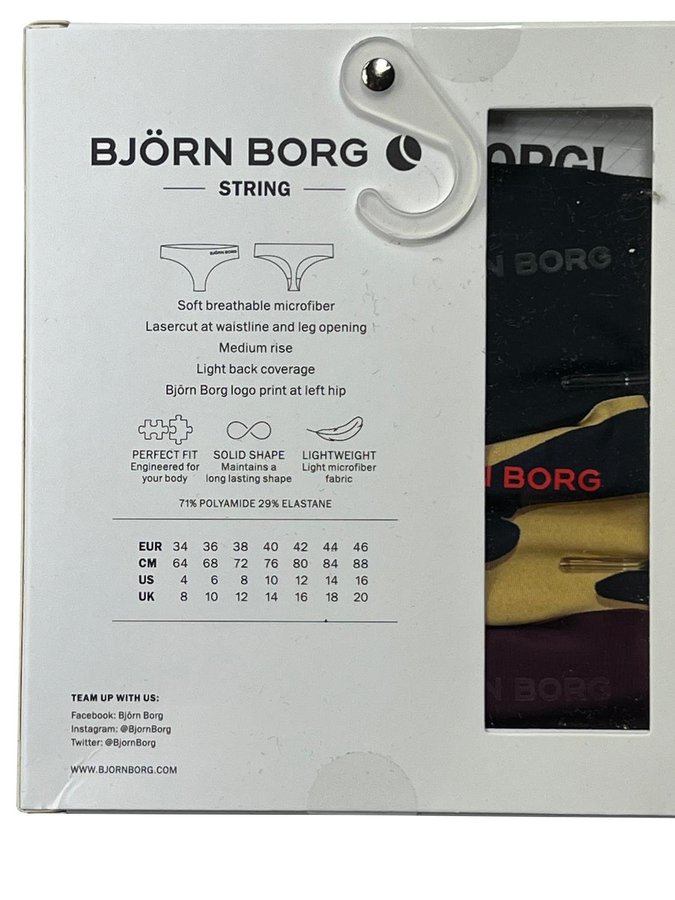 BJÖRN BORG
STRING
BJÖRN BORG
Soft breathable microfiber
Lasercut at waistline and leg opening
Medium rise
Light back coverage
Björn Borg logo print at left hip
PERFECT FIT
Engineered for
your body
SOLID SHAPE
Maintains a
long lasting shape
LIGHTWEIGHT
Light microfiber
fabric
71% POLYAMIDE 29% ELASTANE
EUR 34 36 38 40 42 44 46
CM 64 68 72 76 80 84 88
US 4 6 8 10 12 14 16
UK 8 10 12 14 16 18 20
TEAM UP WITH US:
Facebook: Björn Borg
Instagram: @BjornBorg
Twitter: @BjornBorg
WWW.BJORNBORG.COM
ORG!
N BORG
BORG
N BORG